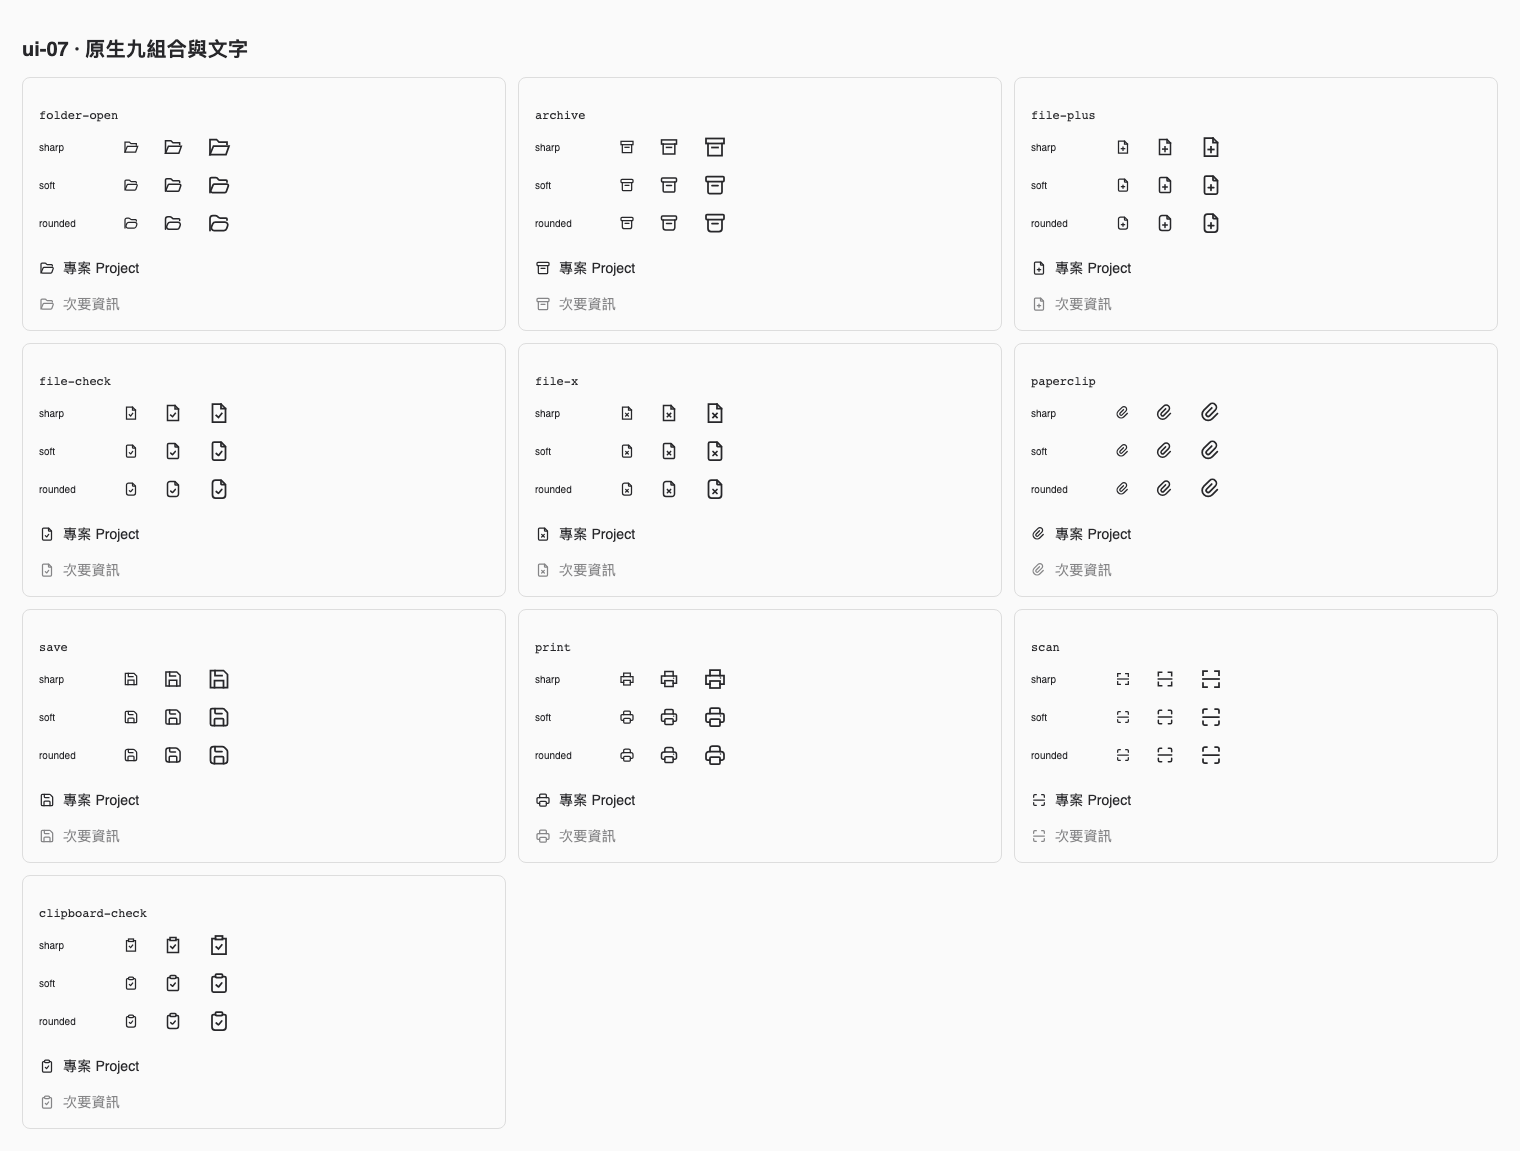 ui-07 · 原生九組合與文字
folder-open
sharp
soft
rounded
專案 Project
次要資訊
archive
sharp
soft
rounded
專案 Project
次要資訊
file-plus
sharp
soft
rounded
專案 Project
次要資訊
file-check
sharp
soft
rounded
專案 Project
次要資訊
file-x
sharp
soft
rounded
專案 Project
次要資訊
paperclip
sharp
soft
rounded
專案 Project
次要資訊
save
sharp
soft
rounded
專案 Project
次要資訊
print
sharp
soft
rounded
專案 Project
次要資訊
scan
sharp
soft
rounded
專案 Project
次要資訊
clipboard-check
sharp
soft
rounded
專案 Project
次要資訊